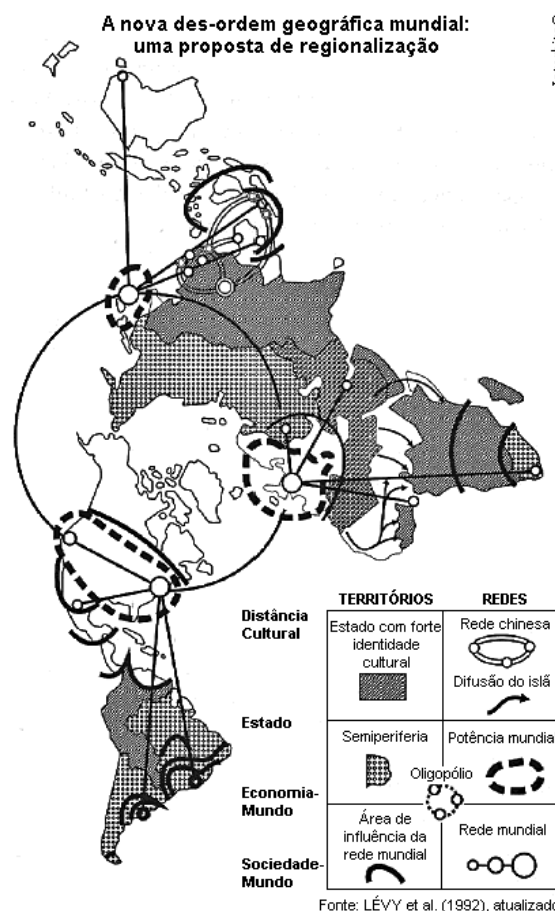 A nova des-ordem geográfica mundial:
uma proposta de regionalização
TERRITÓRIOS
REDES
Distância
Cultural
Estado com forte
identidade
cultural
Rede chinesa
Difusão do islã
Estado
Semiperiferia
Potência mundial
Oligopólio
Economia-
Mundo
Área de
influência da
rede mundial
Rede mundial
Sociedade-
Mundo
Fonte: LÉVY et al. (1992), atualizado